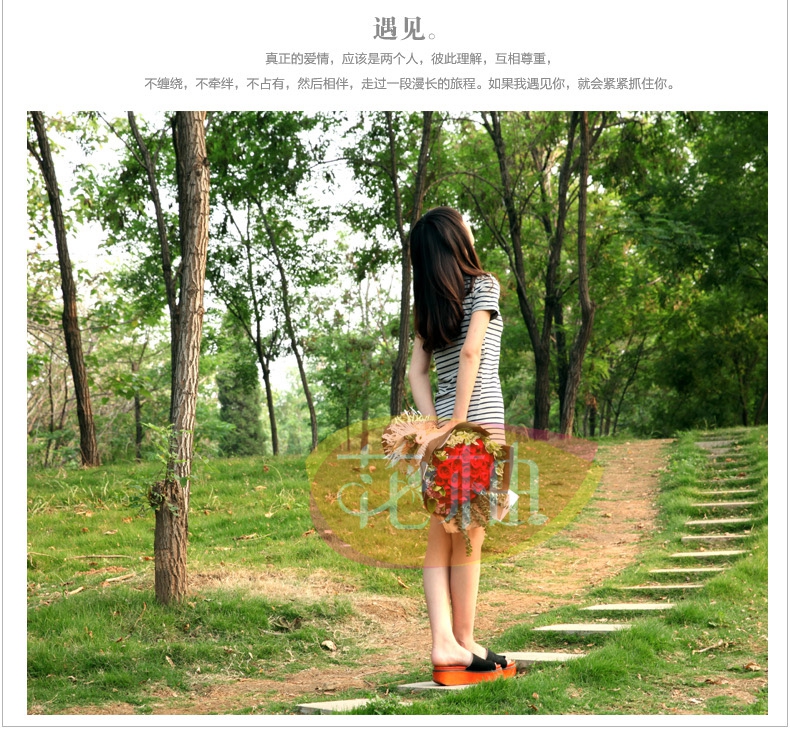 遇见。
真正的爱情，应该是两个人，彼此理解，互相尊重，
不缠绕，不牵绊，不占有，然后相伴，走过一段漫长的旅程。如果我遇见你，就会紧紧抓住你。